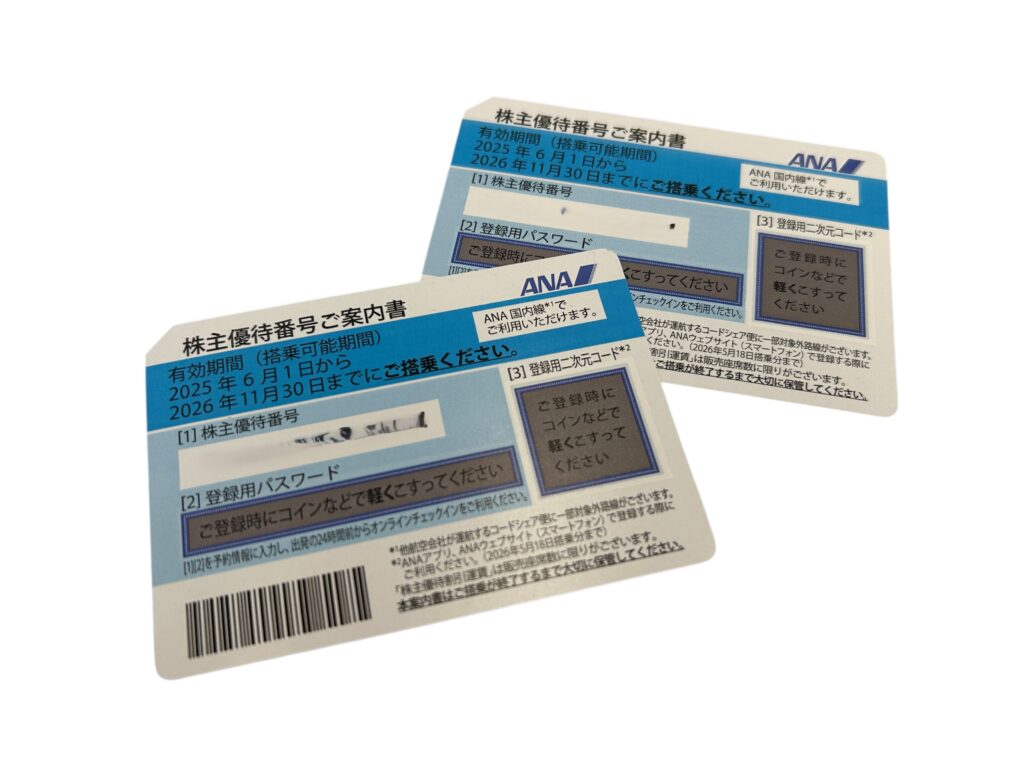 株主優待番号ご案内書
ANA
有効期間（搭乗可能期間）
2025年6月1日から
2026年11月30日までにご搭乗ください。
ANA国内線*1で
ご利用いただけます。
[1] 株主優待番号
[2] 登録用パスワード
ご登録時に
こすってください
チェックインをご利用ください。
[3] 登録用二次元コード*2
ご登録時に
コインなどで
軽くこすって
ください
空会社が運航するコードシェア便に一部対象外路線がございます。
アプリ、ANAウェブサイト（スマートフォン）で登録する際に
ください。（2026年5月18日搭乗分まで）
割引運賃」は販売座席数に限りがございます。
ご搭乗が終了するまで大切に保管してください。
株主優待番号ご案内書
ANA
有効期間（搭乗可能期間）
2025年6月1日から
2026年11月30日までにご搭乗ください。
ANA国内線*1で
ご利用いただけます。
[1] 株主優待番号
[2] 登録用パスワード
ご登録時にコインなどで軽くこすってください
[1][2]を予約情報に入力し、出発の24時間前からオンラインチェックインをご利用ください。
[3] 登録用二次元コード*2
ご登録時に
コインなどで
軽くこすって
ください
*1他航空会社が運航するコードシェア便に一部対象外路線がございます。
*2ANAアプリ、ANAウェブサイト（スマートフォン）で登録する際に
ご利用ください。（2026年5月18日搭乗分まで）
「株主優待割引運賃」は販売座席数に限りがございます。
本案内書はご搭乗が終了するまで大切に保管してください。